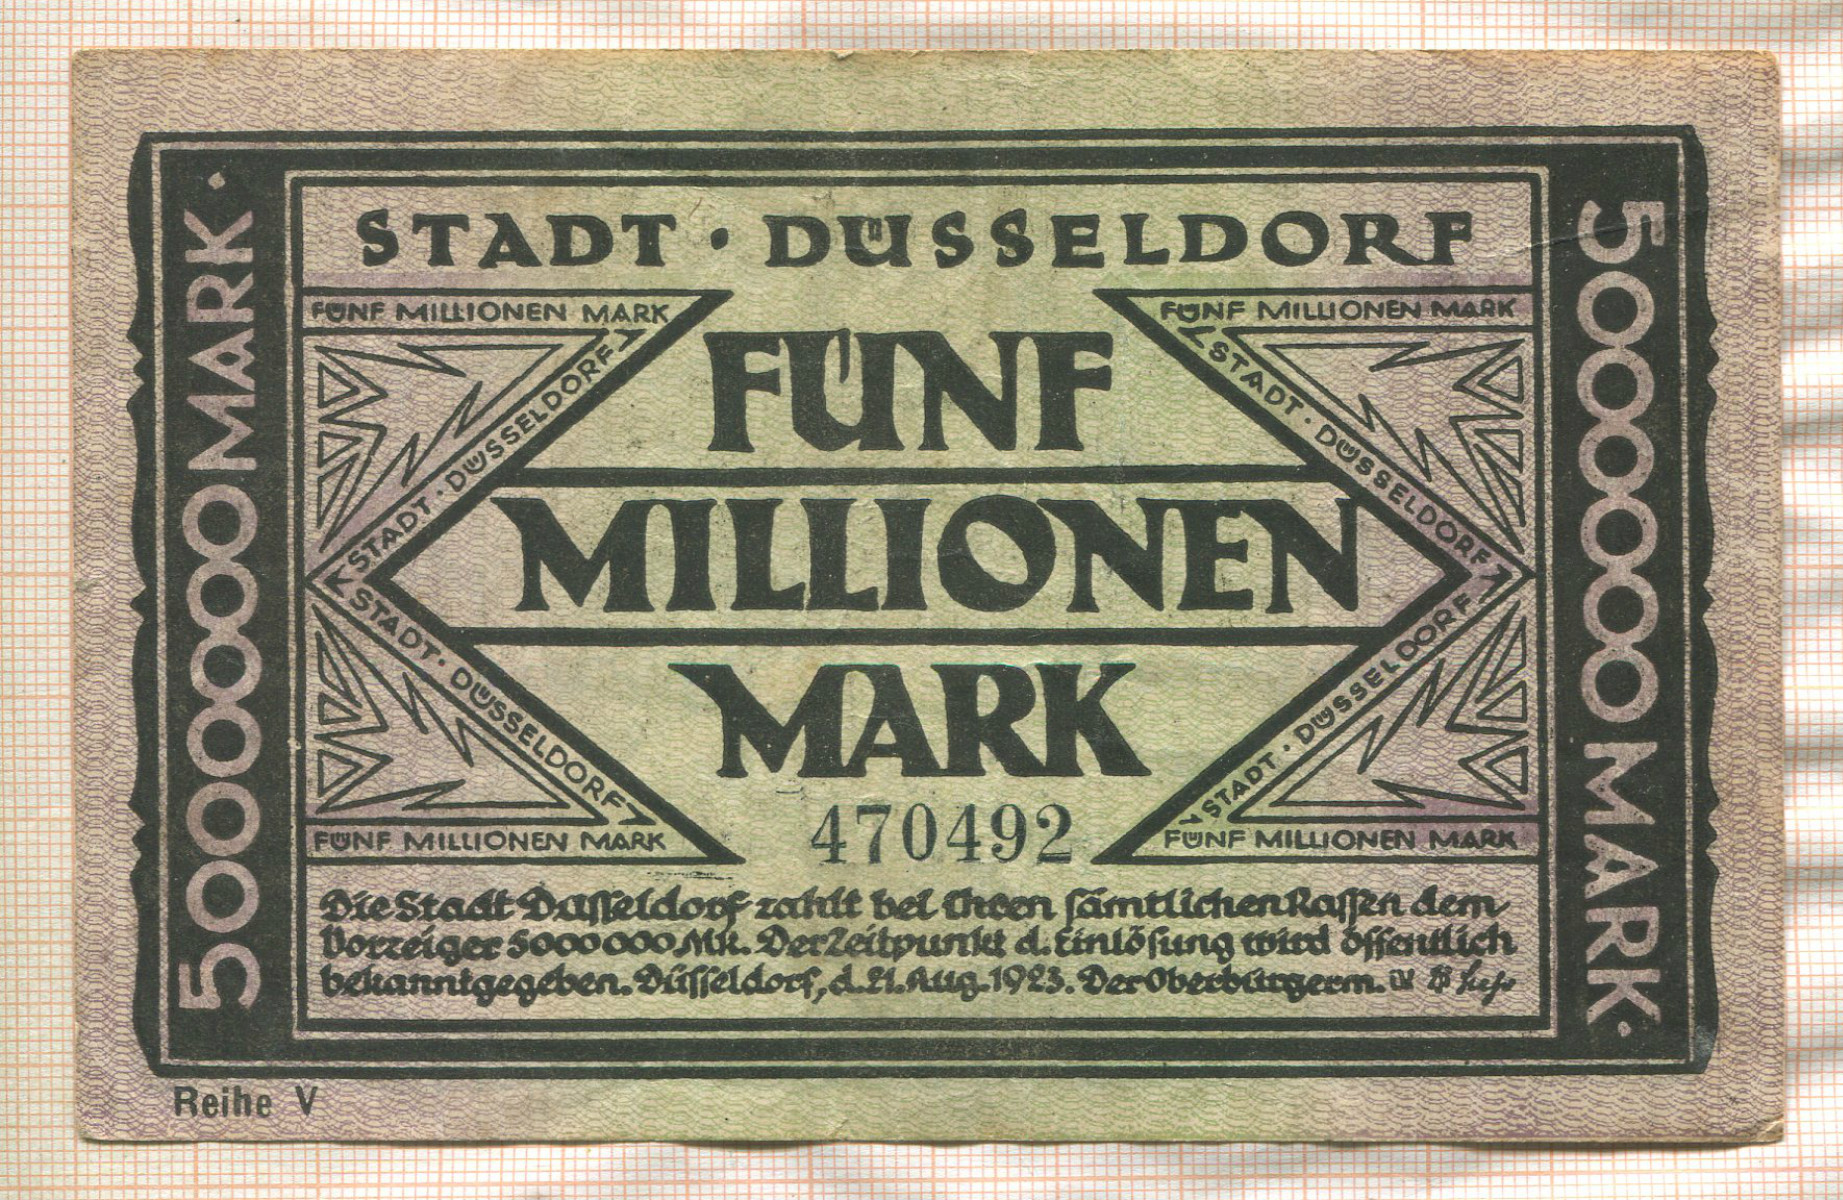 STADT · DÜSSELDORF
FÜNF MILLIONEN MARK
FÜNF MILLIONEN MARK
STADT · DÜSSELDORF
STADT · DÜSSELDORF
5000000 MARK ·
5000000 MARK ·
FÜNF
MILLIONEN
MARK
STADT · DÜSSELDORF
STADT · DÜSSELDORF
470492
FÜNF MILLIONEN MARK
FÜNF MILLIONEN MARK
Die Stadt Düsseldorf zahlt bei ihren sämtlichen Kassen dem
Vorzeiger 5000000 Mk. Der Zeitpunkt d. Einlösung wird öffentlich
bekanntgegeben. Düsseldorf, d. 21. Aug. 1923. Der Oberbürgerm.
Reihe V